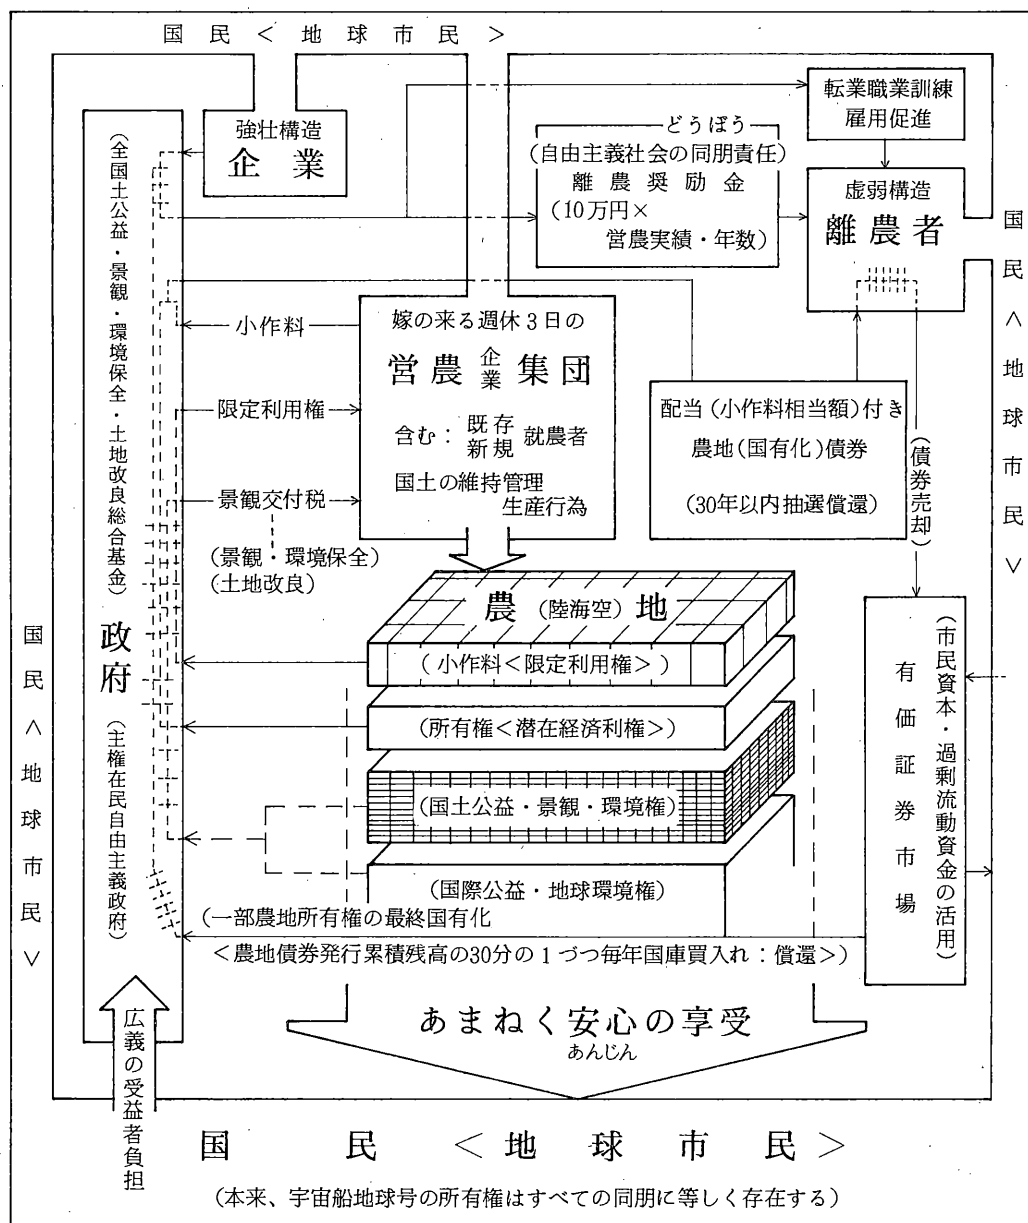 国民＜地球市民＞
強壮構造
企業
転業職業訓練
雇用促進
どうぼう
(自由主義社会の同朋責任)
離農奨励金
(10万円×
営農実績・年数)
虚弱構造
離農者
国民＜地球市民＞
(全国土公益・景観・環境保全・土地改良総合基金)
政府
(主権在民自由主義政府)
小作料
限定利用権
景観交付税
(景観・環境保全)
(土地改良)
嫁の来る週休3日の
営農企業集団
含む：既存新規就農者
国土の維持管理
生産行為
配当(小作料相当額)付き
農地(国有化)債券
(30年以内抽選償還)
(債券売却)
農(陸海空)地
(小作料＜限定利用権＞)
(所有権＜潜在経済利権＞)
(国土公益・景観・環境権)
(国際公益・地球環境権)
有価証券市場
(市民資本・過剰流動資金の活用)
国民＜地球市民＞
(一部農地所有権の最終国有化
＜農地債券発行累積残高の30分の1づつ毎年国庫買入れ：償還＞)
あまねく安心の享受
あんじん
広義の受益者負担
国民＜地球市民＞
(本来、宇宙船地球号の所有権はすべての同朋に等しく存在する)